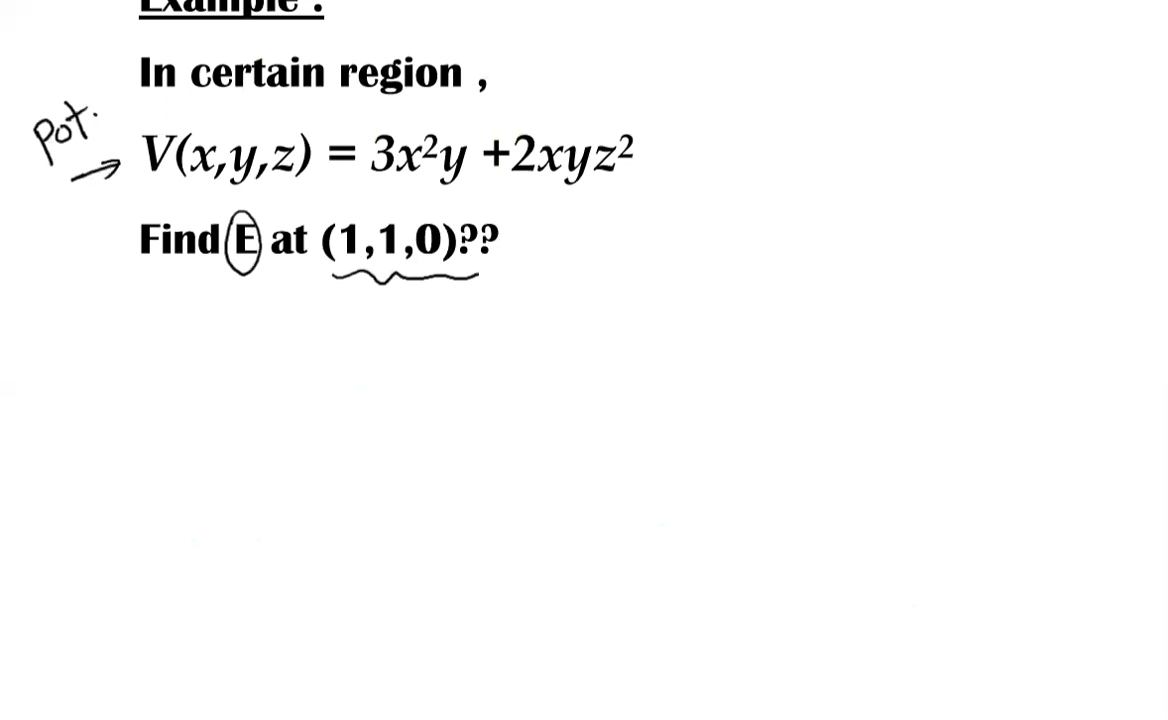 Example :
In certain region ,
Pot.
V(x,y,z) = 3x²y +2xyz²
Find E at (1,1,0)??